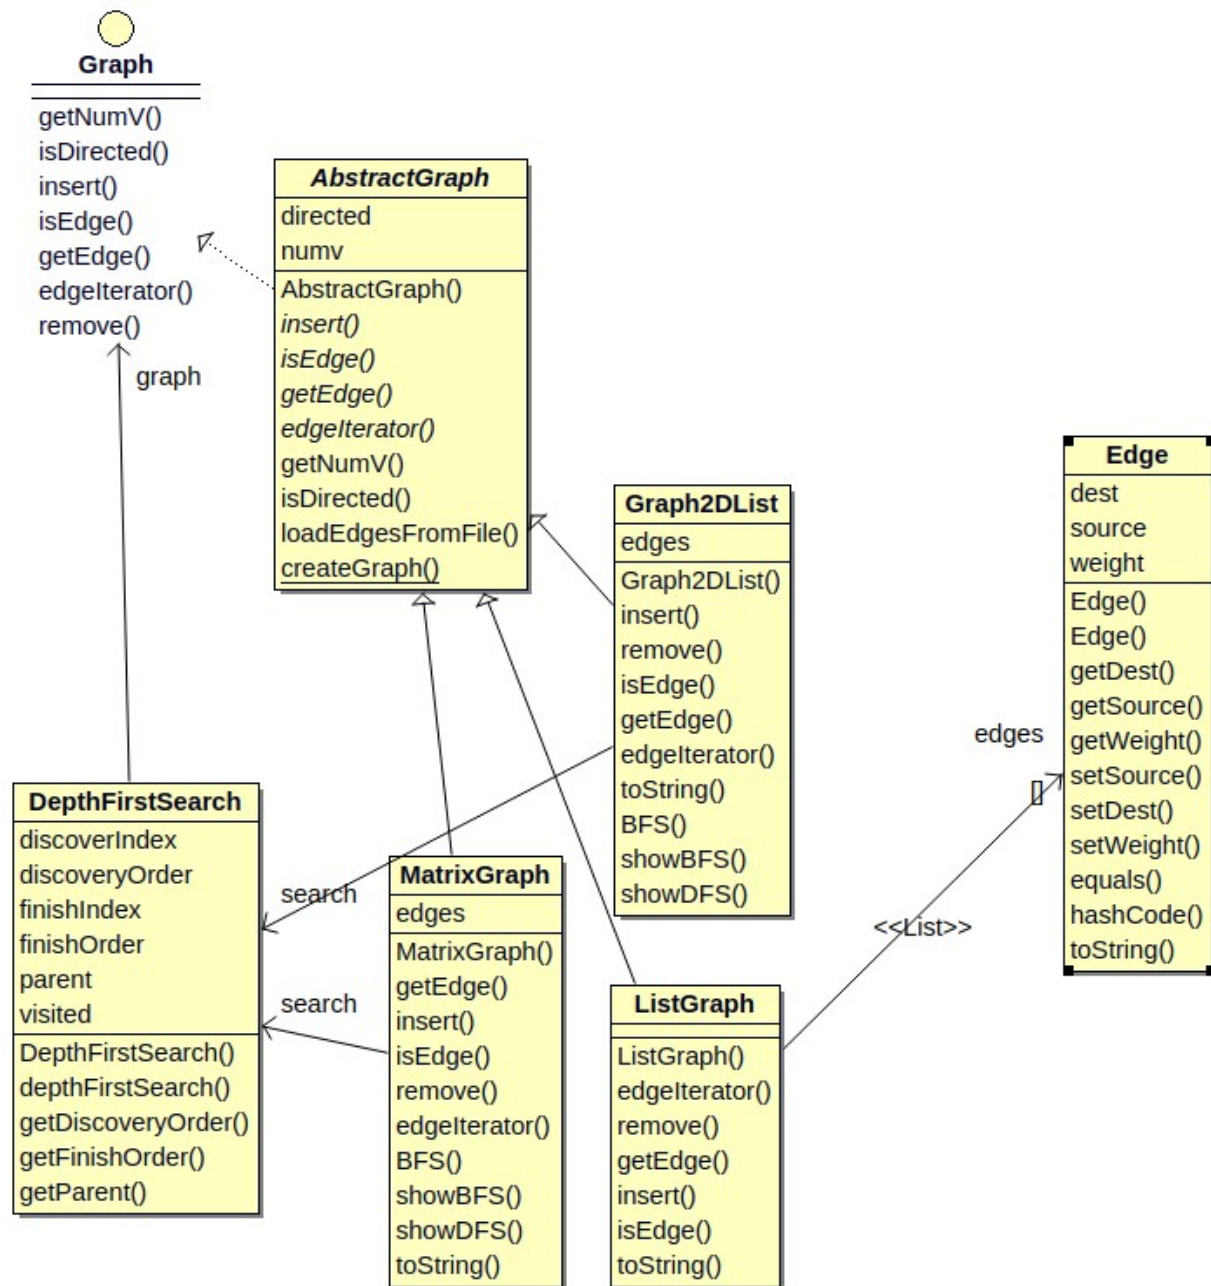 Graph
getNumV()
isDirected()
insert()
isEdge()
getEdge()
edgeIterator()
remove()
graph
AbstractGraph
directed
numv
AbstractGraph()
insert()
isEdge()
getEdge()
edgeIterator()
getNumV()
isDirected()
loadEdgesFromFile()
createGraph()
Graph2DList
edges
Graph2DList()
insert()
remove()
isEdge()
getEdge()
edgeIterator()
toString()
BFS()
showBFS()
showDFS()
Edge
dest
source
weight
Edge()
Edge()
getDest()
getSource()
getWeight()
setSource()
setDest()
setWeight()
equals()
hashCode()
toString()
edges
[]
<<List>>
DepthFirstSearch
discoverIndex
discoveryOrder
finishIndex
finishOrder
parent
visited
DepthFirstSearch()
depthFirstSearch()
getDiscoveryOrder()
getFinishOrder()
getParent()
search
search
MatrixGraph
edges
MatrixGraph()
getEdge()
insert()
isEdge()
remove()
edgeIterator()
BFS()
showBFS()
showDFS()
toString()
ListGraph
ListGraph()
edgeIterator()
remove()
getEdge()
insert()
isEdge()
toString()